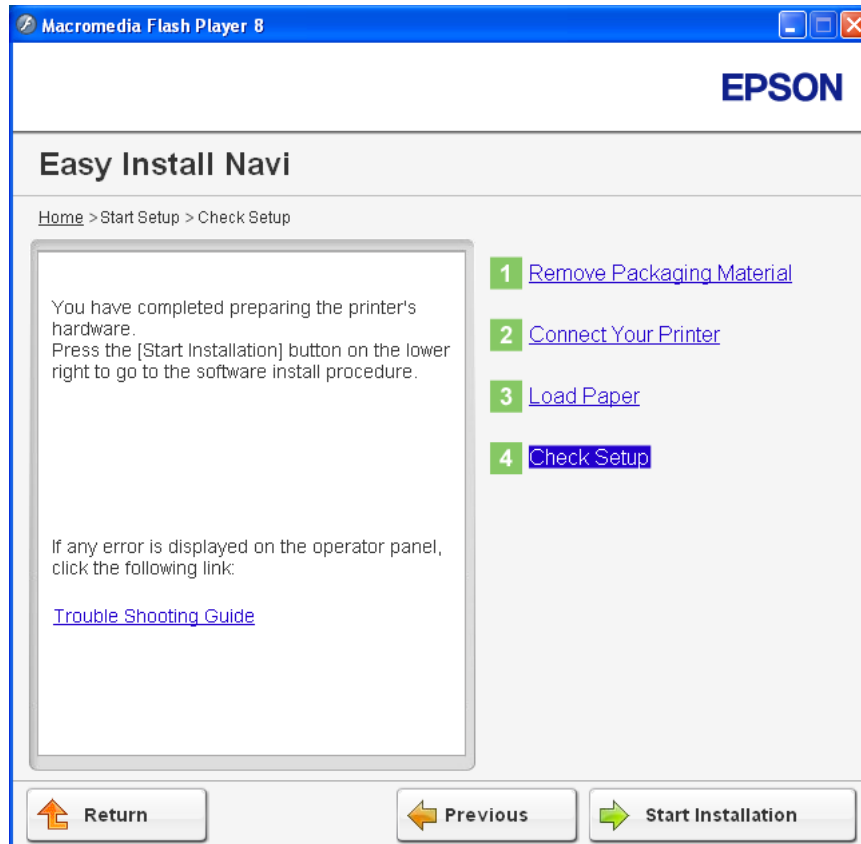 Macromedia Flash Player 8
EPSON
Easy Install Navi
Home > Start Setup > Check Setup
You have completed preparing the printer's
hardware.
Press the [Start Installation] button on the lower
right to go to the software install procedure.
If any error is displayed on the operator panel,
click the following link:
Trouble Shooting Guide
1 Remove Packaging Material
2 Connect Your Printer
3 Load Paper
4 Check Setup
Return
Previous
Start Installation